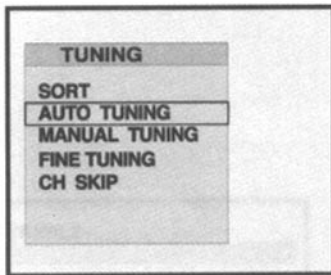 TUNING
SORT
AUTO TUNING
MANUAL TUNING
FINE TUNING
CH SKIP